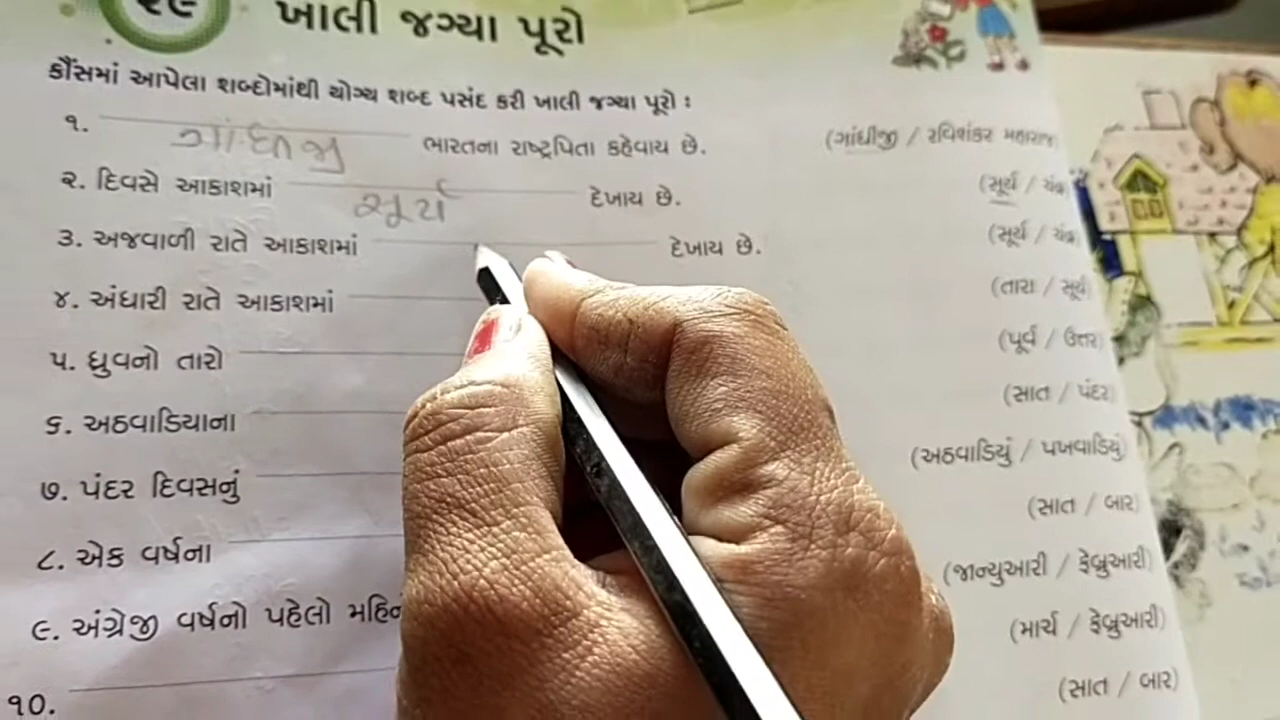 ૨૯ ખાલી જગ્યા પૂરો
કૌંસમાં આપેલા શબ્દોમાંથી યોગ્ય શબ્દ પસંદ કરી ખાલી જગ્યા પૂરો :
૧. ગાંધીજી ભારતના રાષ્ટ્રપિતા કહેવાય છે. (ગાંધીજી / રવિશંકર મહારાજ
૨. દિવસે આકાશમાં સૂર્ય દેખાય છે. (સૂર્ય / ચંદ્ર)
૩. અજવાળી રાતે આકાશમાં દેખાય છે. (સૂર્ય / ચંદ્ર)
૪. અંધારી રાતે આકાશમાં (તારા / સૂર્ય)
૫. ધ્રુવનો તારો (પૂર્વ / ઉત્તર)
૬. અઠવાડિયાના (સાત / પંદર)
૭. પંદર દિવસનું (અઠવાડિયું / પખવાડિયું)
૮. એક વર્ષના (સાત / બાર)
૯. અંગ્રેજી વર્ષનો પહેલો (જાન્યુઆરી / ફેબ્રુઆરી)
૧૦. (માર્ચ / ફેબ્રુઆરી)
(સાત / બાર)